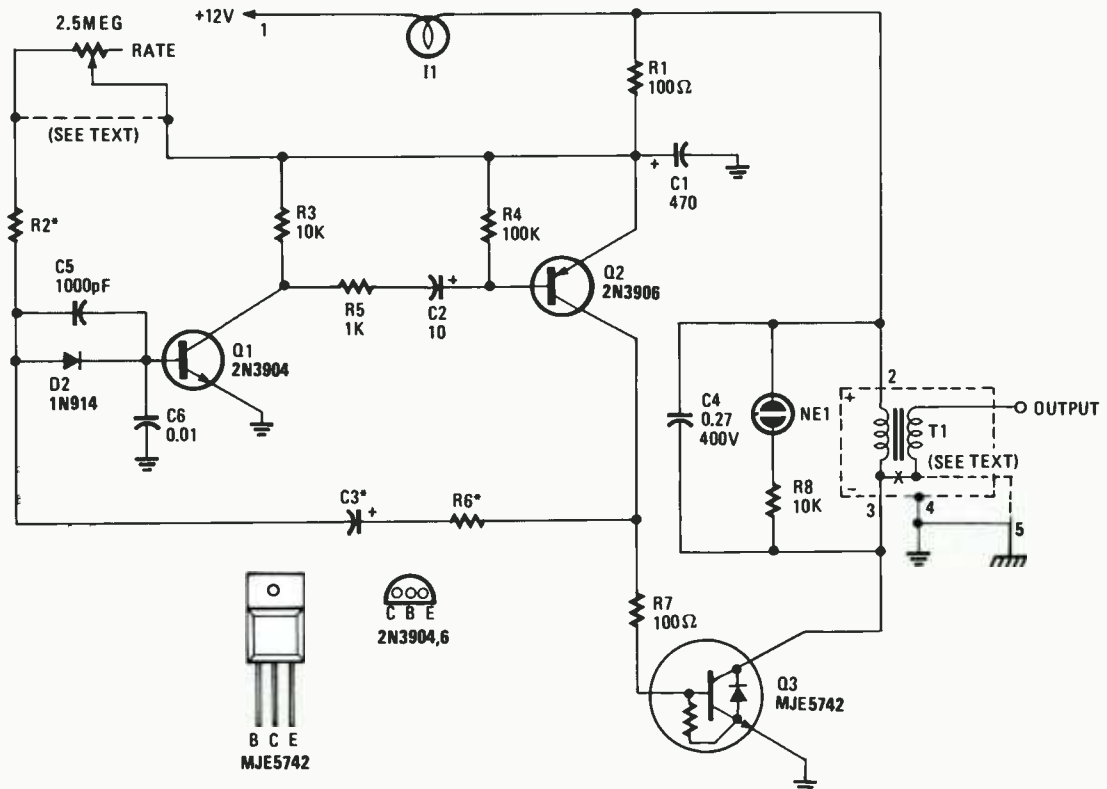 +12V
1
I1
2.5MEG
RATE
(SEE TEXT)
R1
100Ω
+
C1
470
R2*
R3
10K
R4
100K
C5
1000pF
R5
1K
C2
10
+
Q2
2N3906
D2
1N914
Q1
2N3904
C6
0.01
C4
0.27
400V
NE1
R8
10K
2
+
T1
(SEE TEXT)
OUTPUT
X
-
3
4
5
C3*
+
R6*
R7
100Ω
Q3
MJE5742
B C E
MJE5742
C B E
2N3904,6